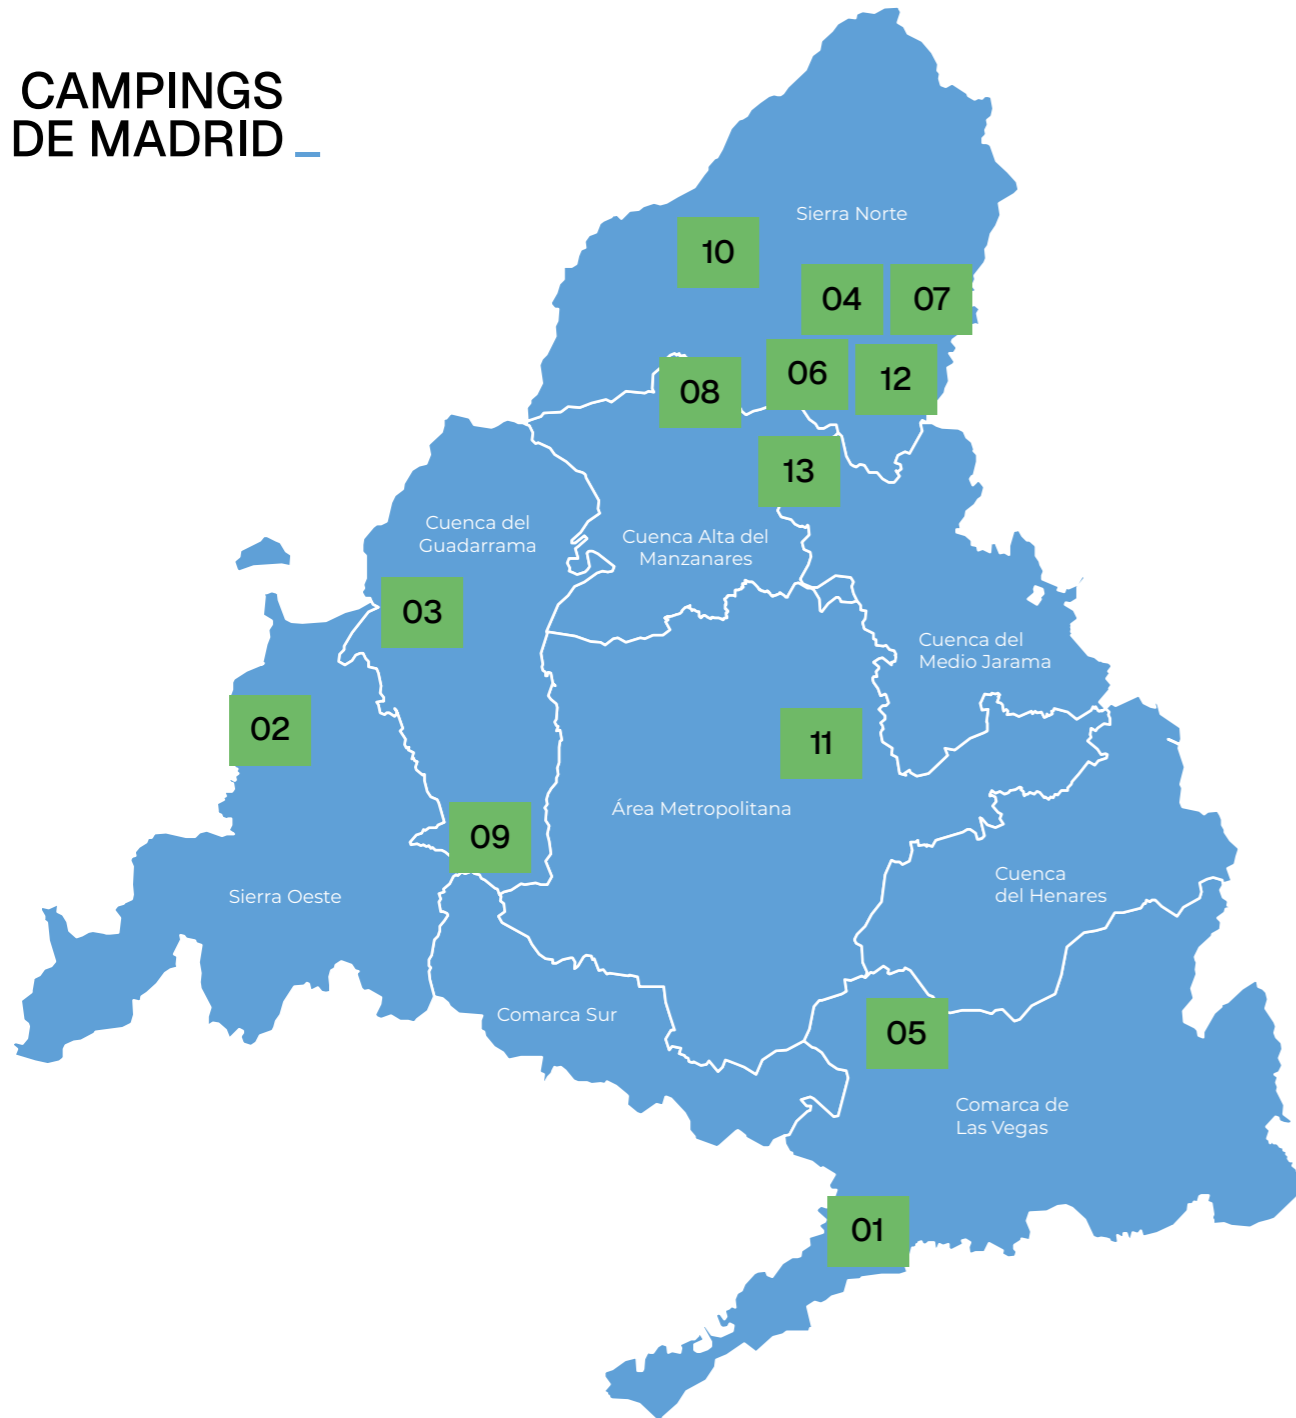 CAMPINGS
DE MADRID _
Sierra Norte
10
04
07
06
12
08
13
Cuenca del
Guadarrama
Cuenca Alta del
Manzanares
03
Cuenca del
Medio Jarama
02
11
Área Metropolitana
09
Cuenca
del Henares
Sierra Oeste
Comarca Sur
05
Comarca de
Las Vegas
01